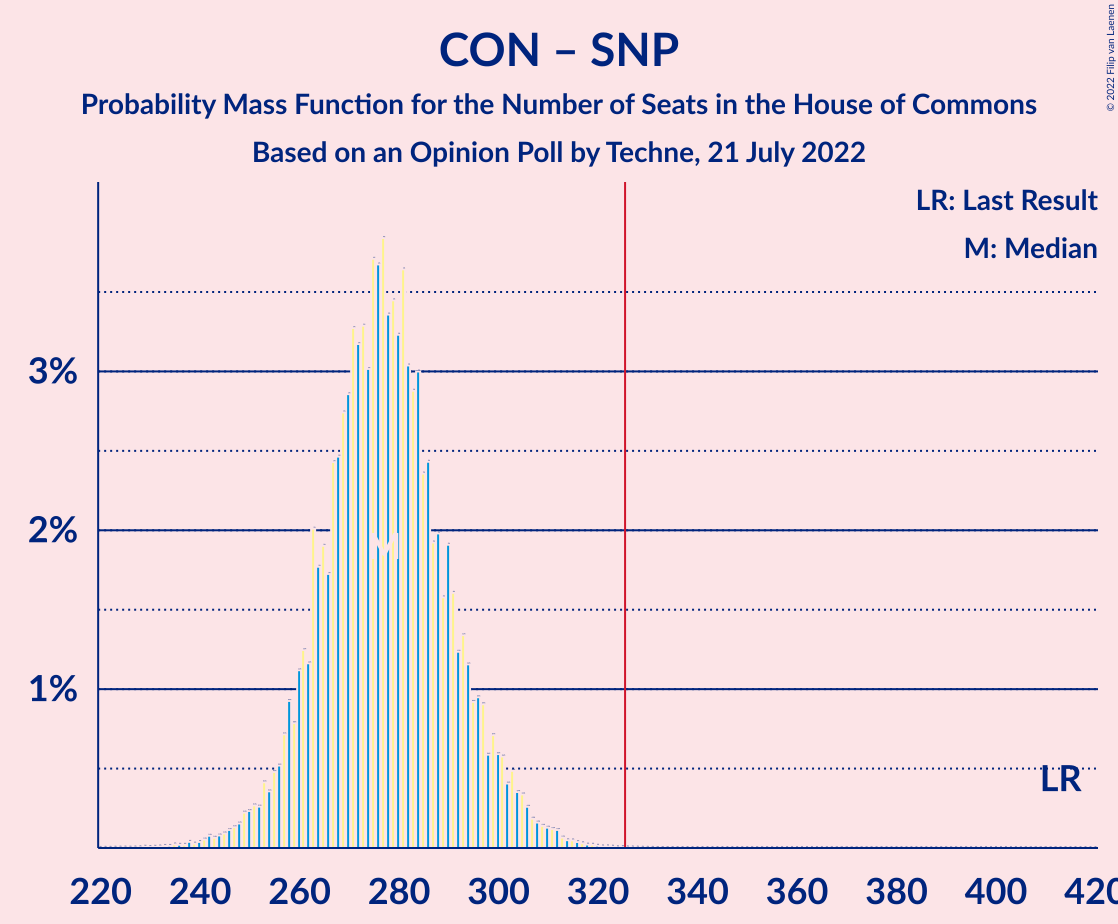 CON – SNP
Probability Mass Function for the Number of Seats in the House of Commons
Based on an Opinion Poll by Techne, 21 July 2022
© 2022 Filip van Laenen
LR: Last Result
M: Median
3%
2%
M
1%
LR
220 240 260 280 300 320 340 360 380 400 420